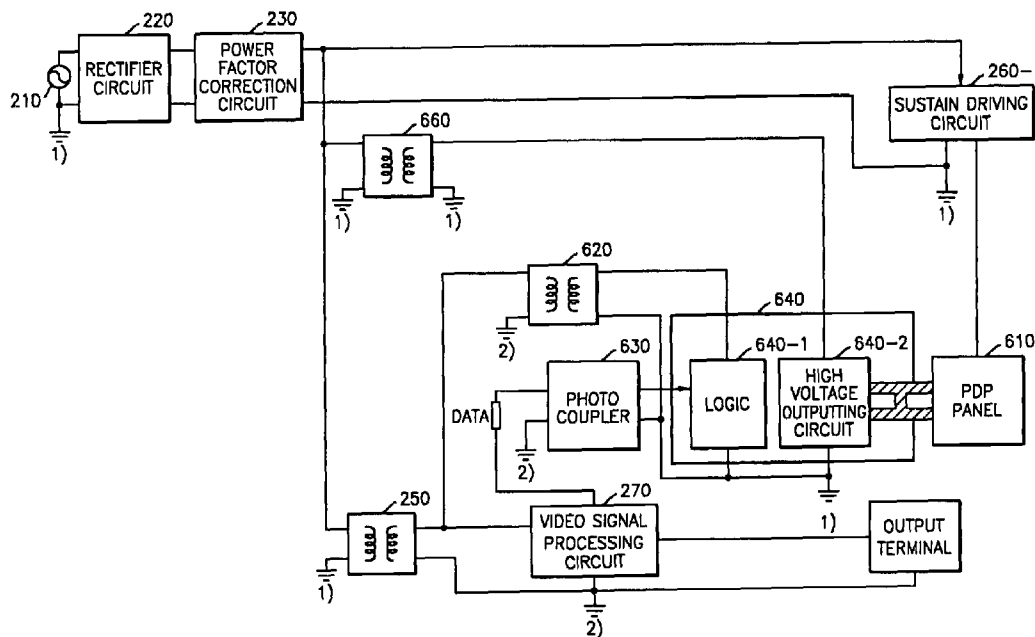 220
230
RECTIFIER
CIRCUIT
POWER
FACTOR
CORRECTION
CIRCUIT
210
1)
260-
SUSTAIN DRIVING
CIRCUIT
1)
660
1)
1)
620
2)
640
630
640-1
640-2
610
PHOTO
COUPLER
LOGIC
HIGH
VOLTAGE
OUTPUTING
CIRCUIT
PDP
PANEL
DATA
2)
1)
250
270
1)
VIDEO SIGNAL
PROCESSING
CIRCUIT
OUTPUT
TERMINAL
2)